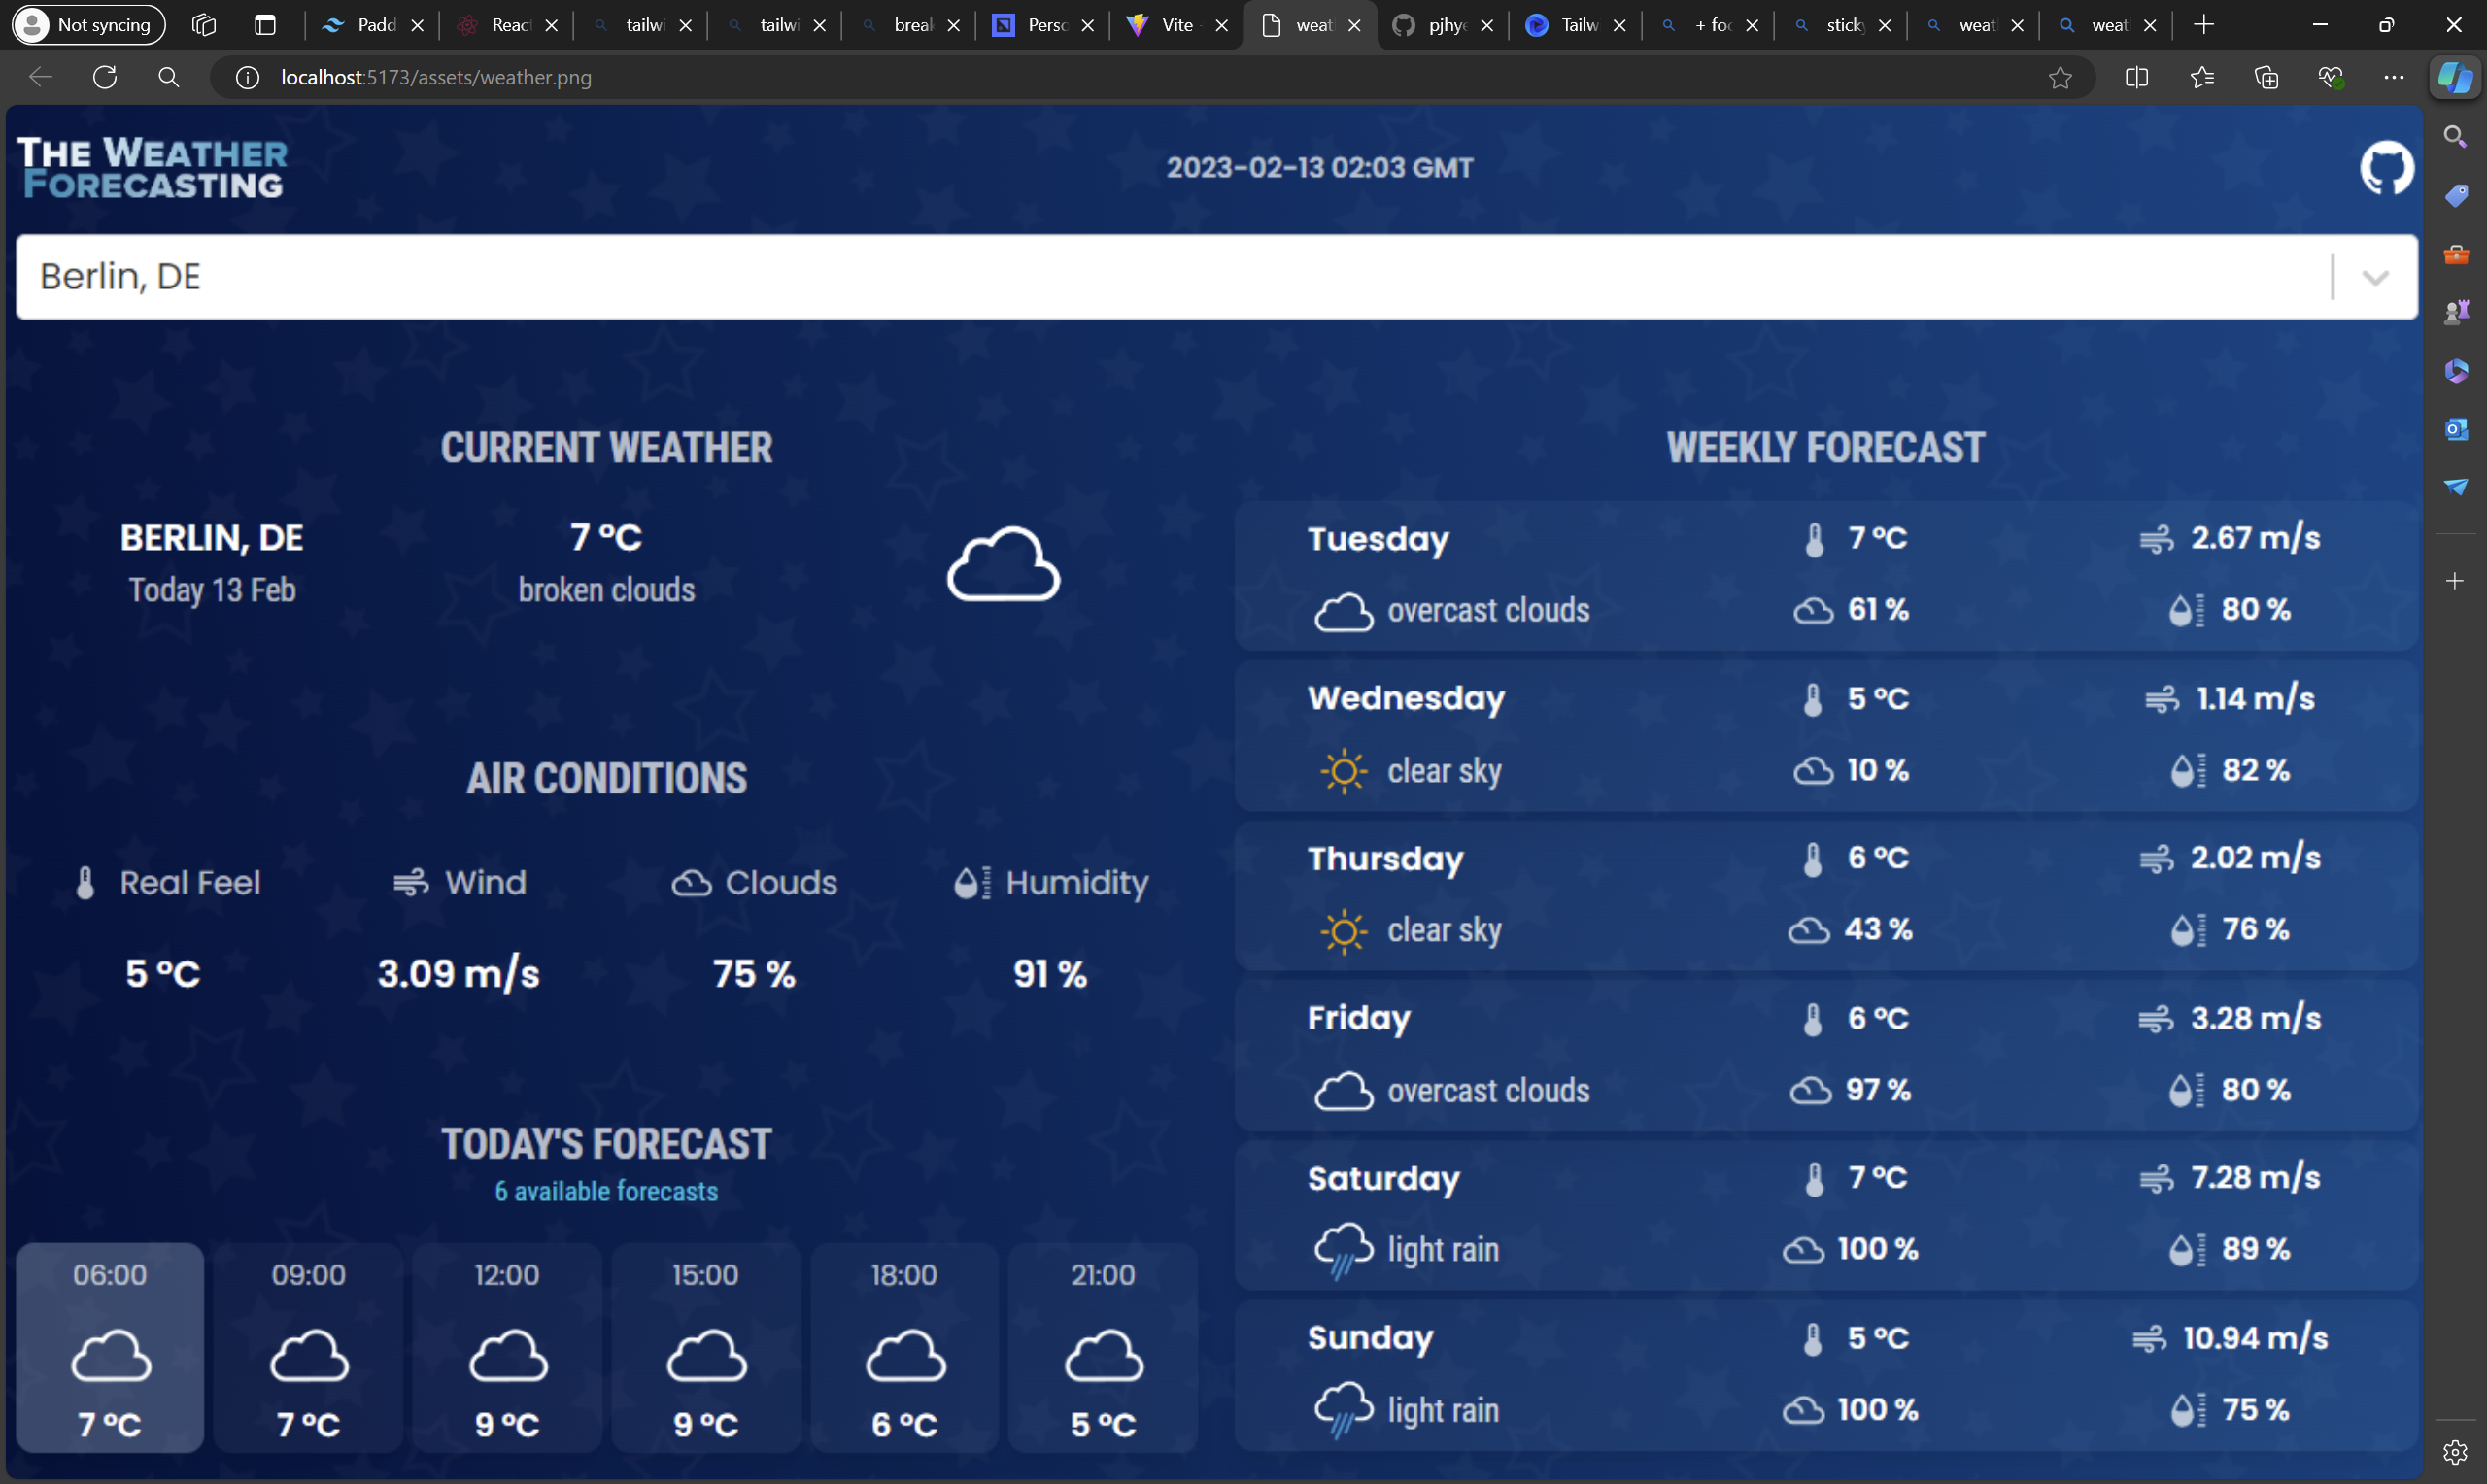 Not syncing
Padd
React
tailwi
tailwi
break
Perso
Vite -
weat
pjhye
Tailw
+ foc
sticky
weat
weat
localhost:5173/assets/weather.png
THE WEATHER
FORECASTING
2023-02-13 02:03 GMT
Berlin, DE
CURRENT WEATHER
BERLIN, DE
7 °C
Today 13 Feb
broken clouds
AIR CONDITIONS
Real Feel
Wind
Clouds
Humidity
5 °C
3.09 m/s
75 %
91 %
TODAY'S FORECAST
6 available forecasts
06:00
09:00
12:00
15:00
18:00
21:00
7 °C
7 °C
9 °C
9 °C
6 °C
5 °C
WEEKLY FORECAST
Tuesday
7 °C
2.67 m/s
overcast clouds
61 %
80 %
Wednesday
5 °C
1.14 m/s
clear sky
10 %
82 %
Thursday
6 °C
2.02 m/s
clear sky
43 %
76 %
Friday
6 °C
3.28 m/s
overcast clouds
97 %
80 %
Saturday
7 °C
7.28 m/s
light rain
100 %
89 %
Sunday
5 °C
10.94 m/s
light rain
100 %
75 %